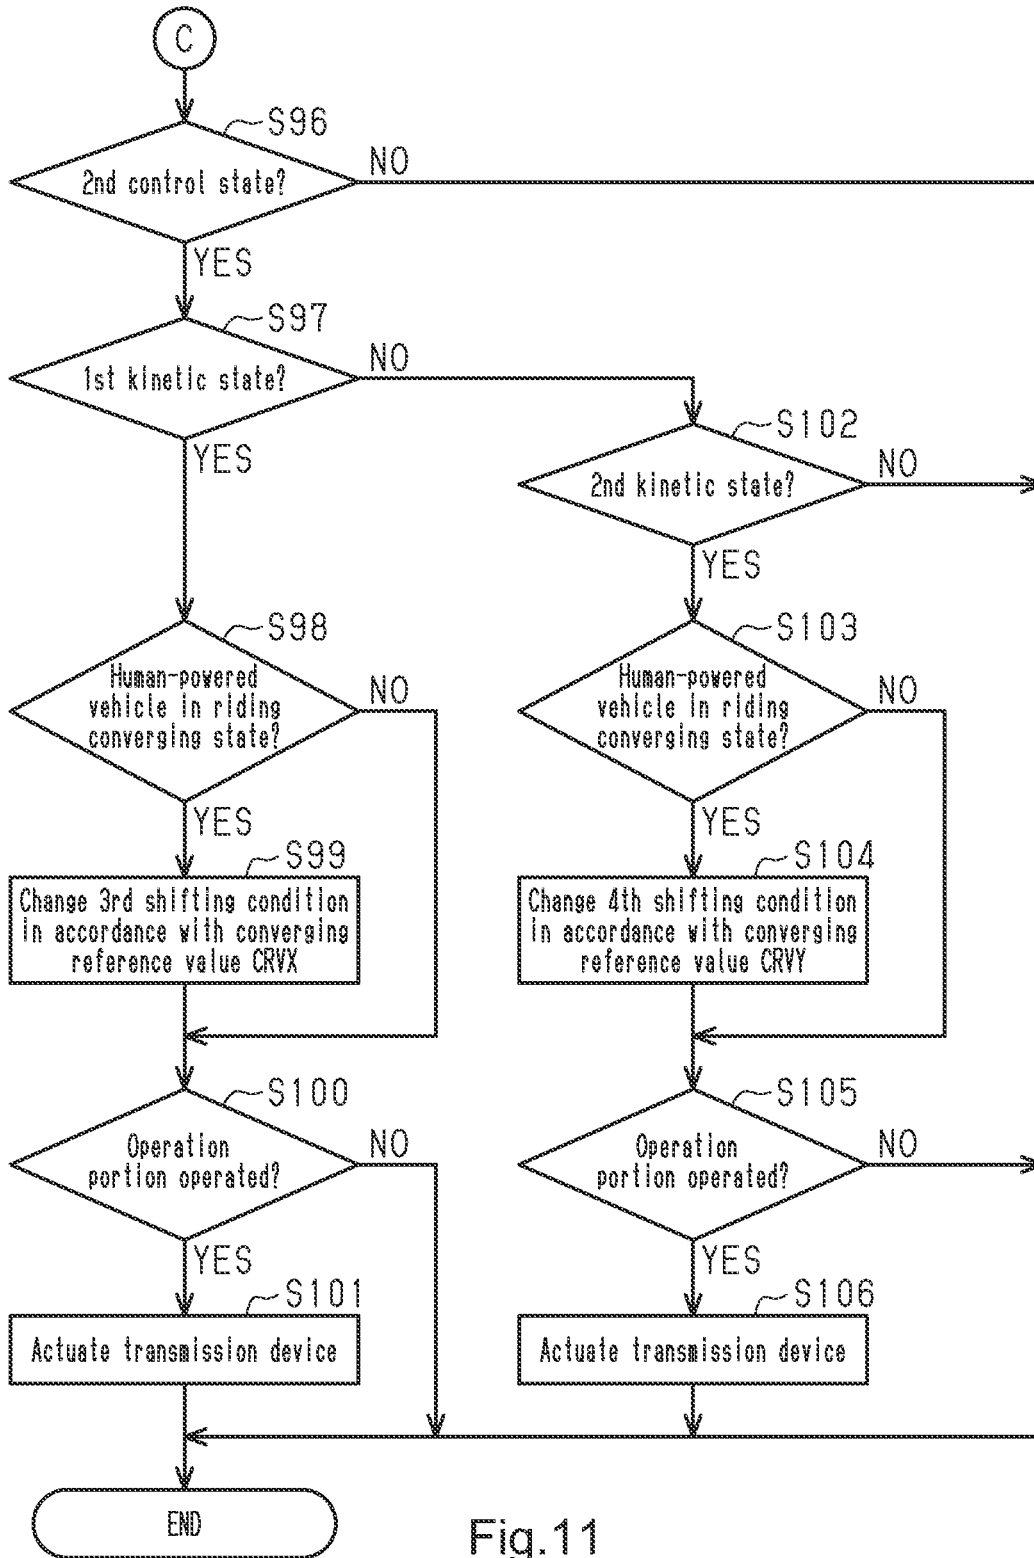 C
S96
2nd control state?
NO
YES
S97
1st kinetic state?
NO
YES
S102
2nd kinetic state?
NO
YES
S98
Human-powered
vehicle in riding
converging state?
NO
YES
S103
Human-powered
vehicle in riding
converging state?
NO
YES
S99
Change 3rd shifting condition
in accordance with converging
reference value CRVX
S104
Change 4th shifting condition
in accordance with converging
reference value CRVY
S100
Operation
portion operated?
NO
YES
S105
Operation
portion operated?
NO
YES
S101
Actuate transmission device
S106
Actuate transmission device
END
Fig.11